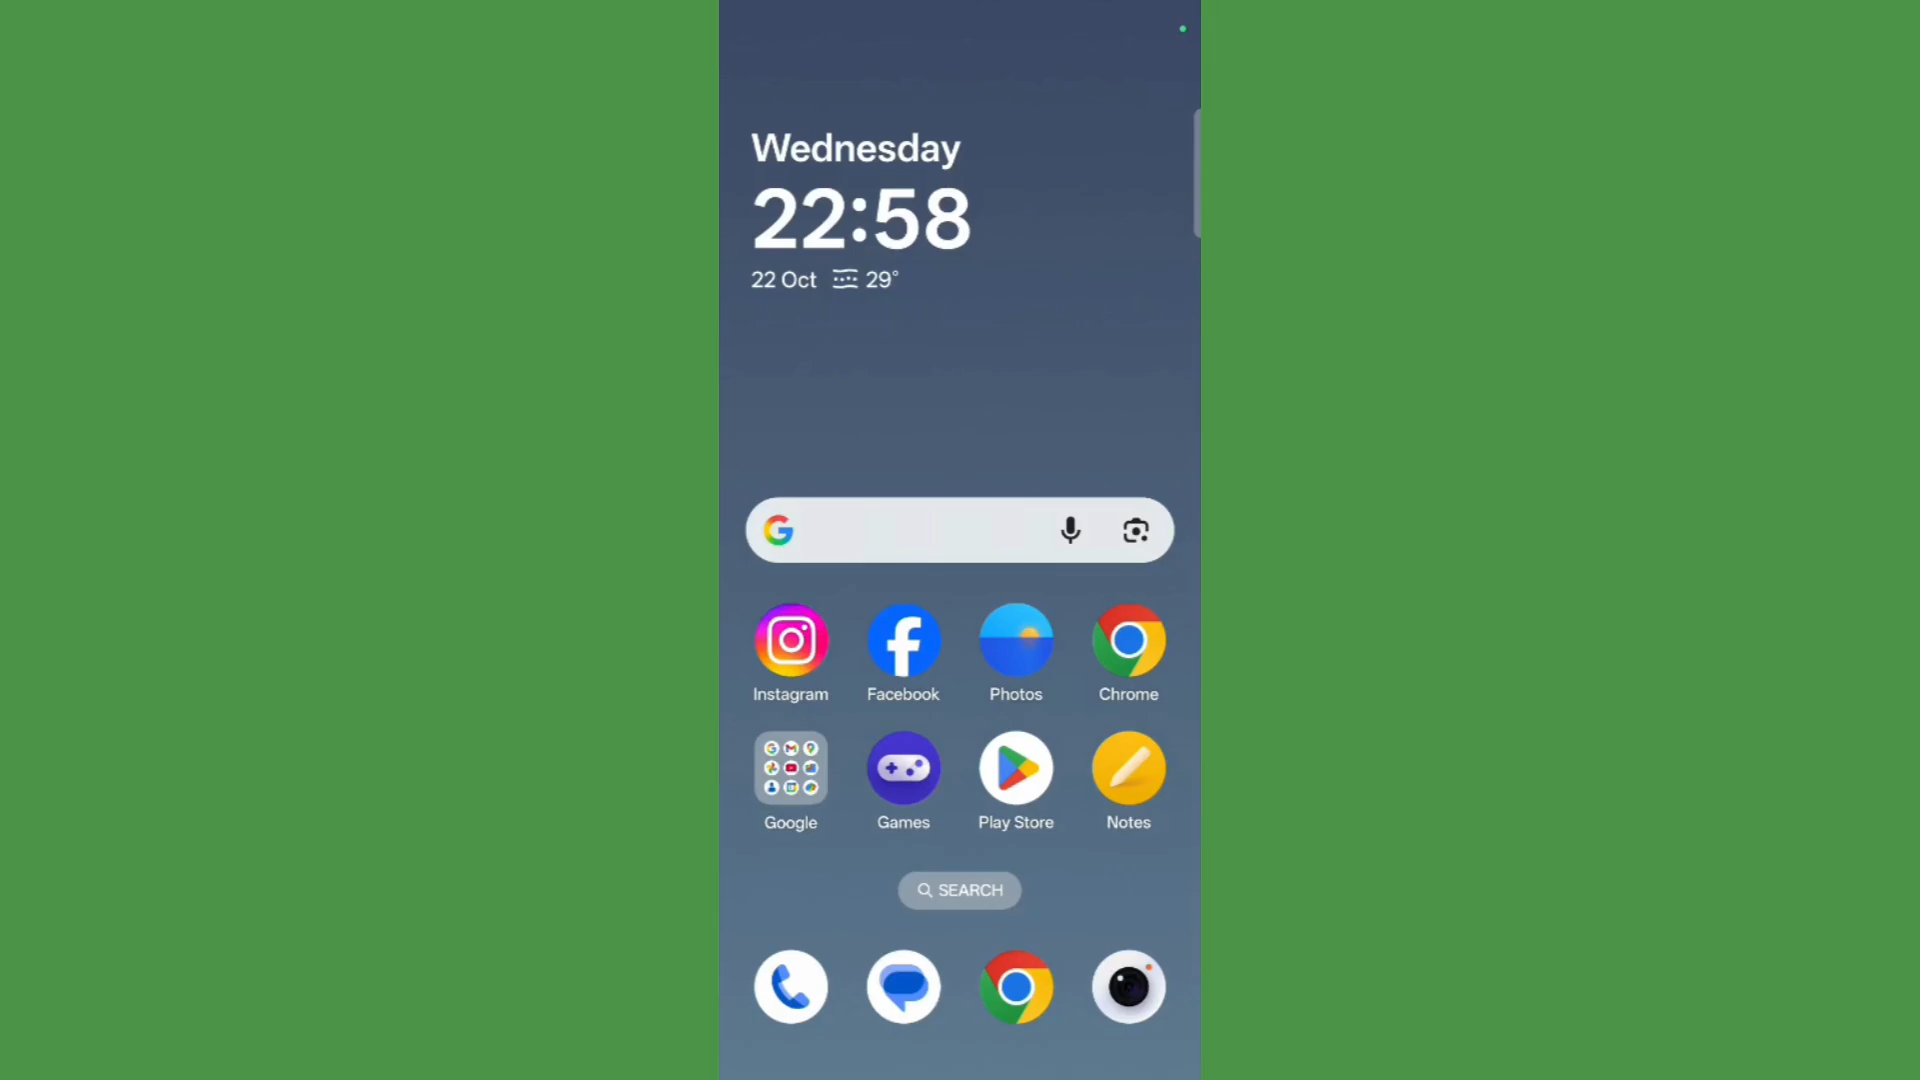 Wednesday
22:58
22 Oct 29°
Instagram Facebook Photos Chrome
Google Games Play Store Notes
SEARCH